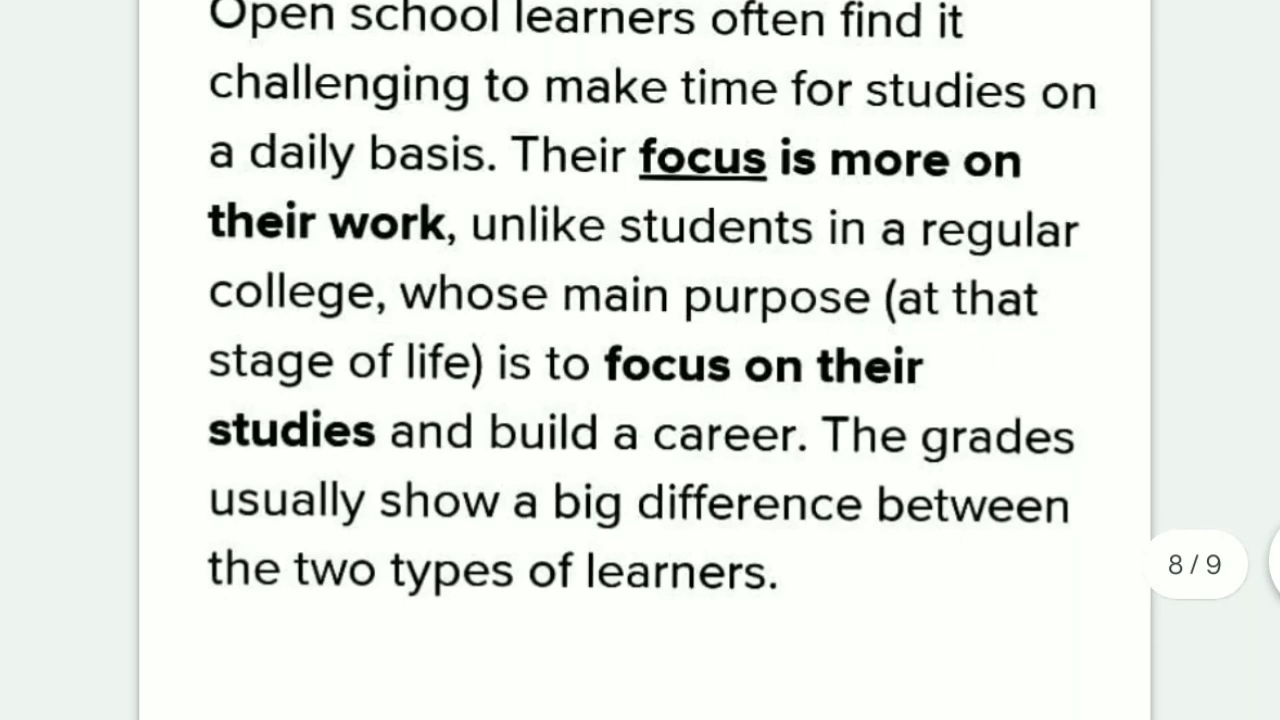 Open school learners often find it
challenging to make time for studies on
a daily basis. Their focus is more on
their work, unlike students in a regular
college, whose main purpose (at that
stage of life) is to focus on their
studies and build a career. The grades
usually show a big difference between
the two types of learners.
8 / 9